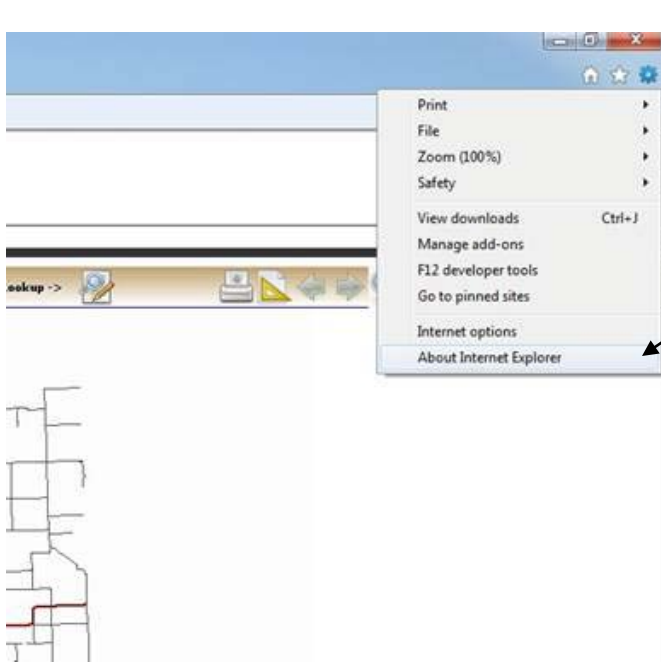 Print
File
Zoom (100%)
Safety
View downloads Ctrl+J
Manage add-ons
F12 developer tools
Go to pinned sites
Internet options
About Internet Explorer
ookup ->